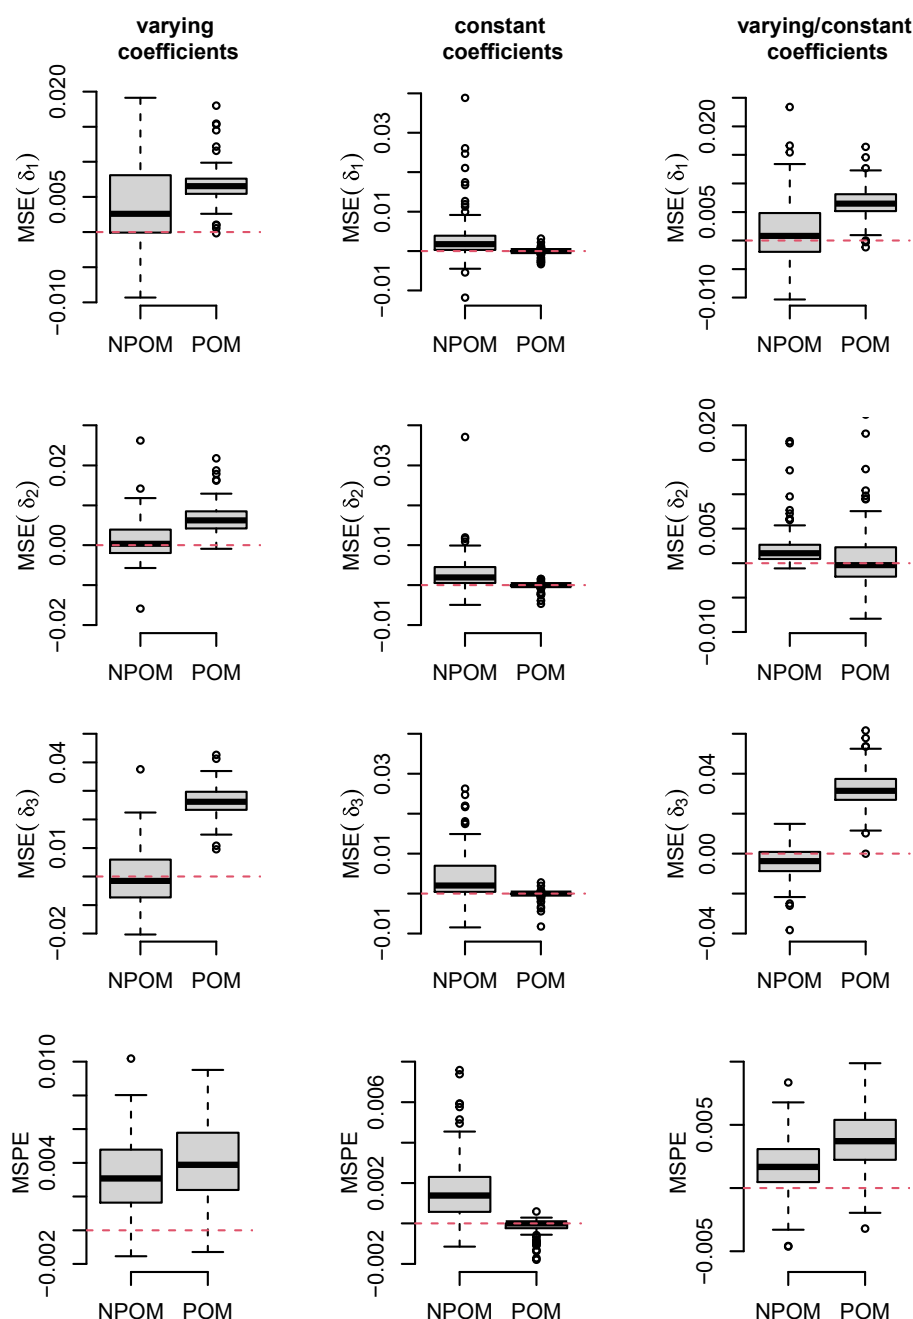 varying
coefficients
constant
coefficients
varying/constant
coefficients
MSE( δ1)
−0.010 0.005 0.020
NPOM POM
MSE( δ1)
−0.01 0.01 0.03
NPOM POM
MSE( δ1)
−0.010 0.005 0.020
NPOM POM
MSE( δ2)
−0.02 0.00 0.02
NPOM POM
MSE( δ2)
−0.01 0.01 0.03
NPOM POM
MSE( δ2)
−0.010 0.005 0.020
NPOM POM
MSE( δ3)
−0.02 0.01 0.04
NPOM POM
MSE( δ3)
−0.01 0.01 0.03
NPOM POM
MSE( δ3)
−0.04 0.00 0.04
NPOM POM
MSPE
−0.002 0.004 0.010
NPOM POM
MSPE
−0.002 0.002 0.006
NPOM POM
MSPE
−0.005 0.005
NPOM POM